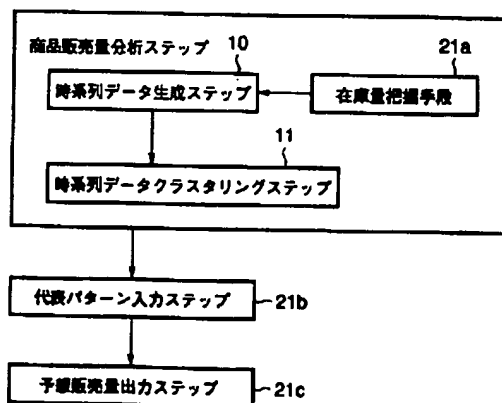 商品販売量分析ステップ
10
21a
時系列データ生成ステップ
在庫量把握手段
11
時系列データクラスタリングステップ
代表パターン入力ステップ
21b
予想販売量出力ステップ
21c